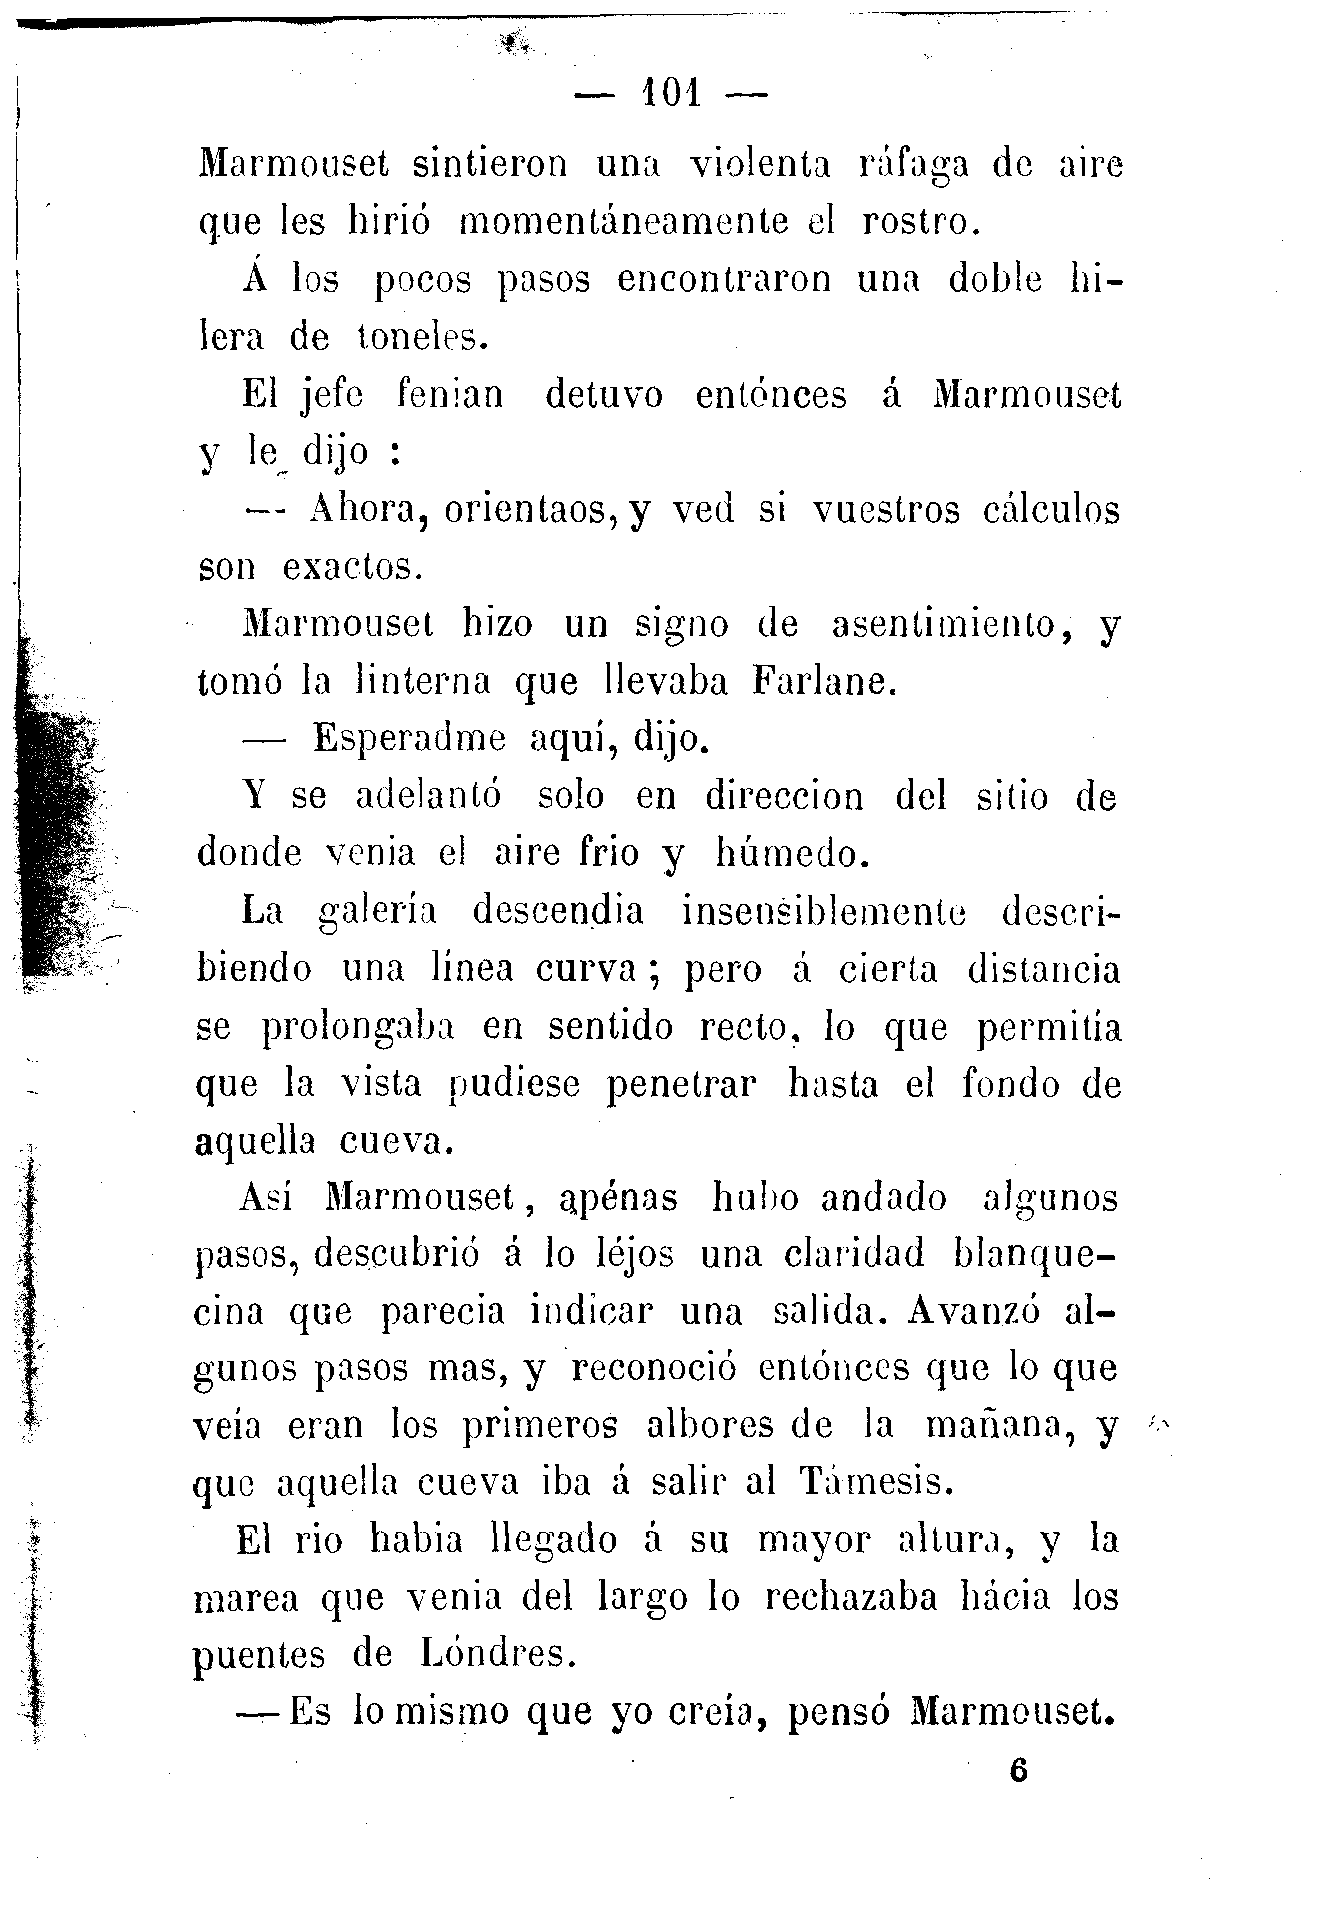 — 101 —
Marmouset sintieron una violenta ráfaga de aire
que les hirió momentáneamente el rostro.
Á los pocos pasos encontraron una doble hi-
lera de toneles.
El jefe fenian detuvo entónces á Marmouset
y le dijo :
— Ahora, orientaos, y ved si vuestros cálculos
son exactos.
Marmouset hizo un signo de asentimiento, y
tomó la linterna que llevaba Farlane.
— Esperadme aquí, dijo.
Y se adelantó solo en direccion del sitio de
donde venia el aire frio y húmedo.
La galería descendia insensiblemente descri-
biendo una línea curva ; pero á cierta distancia
se prolongaba en sentido recto, lo que permitía
que la vista pudiese penetrar hasta el fondo de
aquella cueva.
Así Marmouset, apénas hubo andado algunos
pasos, descubrió á lo léjos una claridad blanque-
cina que parecia indicar una salida. Avanzó al-
gunos pasos mas, y reconoció entónces que lo que
veía eran los primeros albores de la mañana, y
que aquella cueva iba á salir al Támesis.
El rio habia llegado á su mayor altura, y la
marea que venia del largo lo rechazaba hácia los
puentes de Lóndres.
— Es lo mismo que yo creía, pensó Marmouset.
6